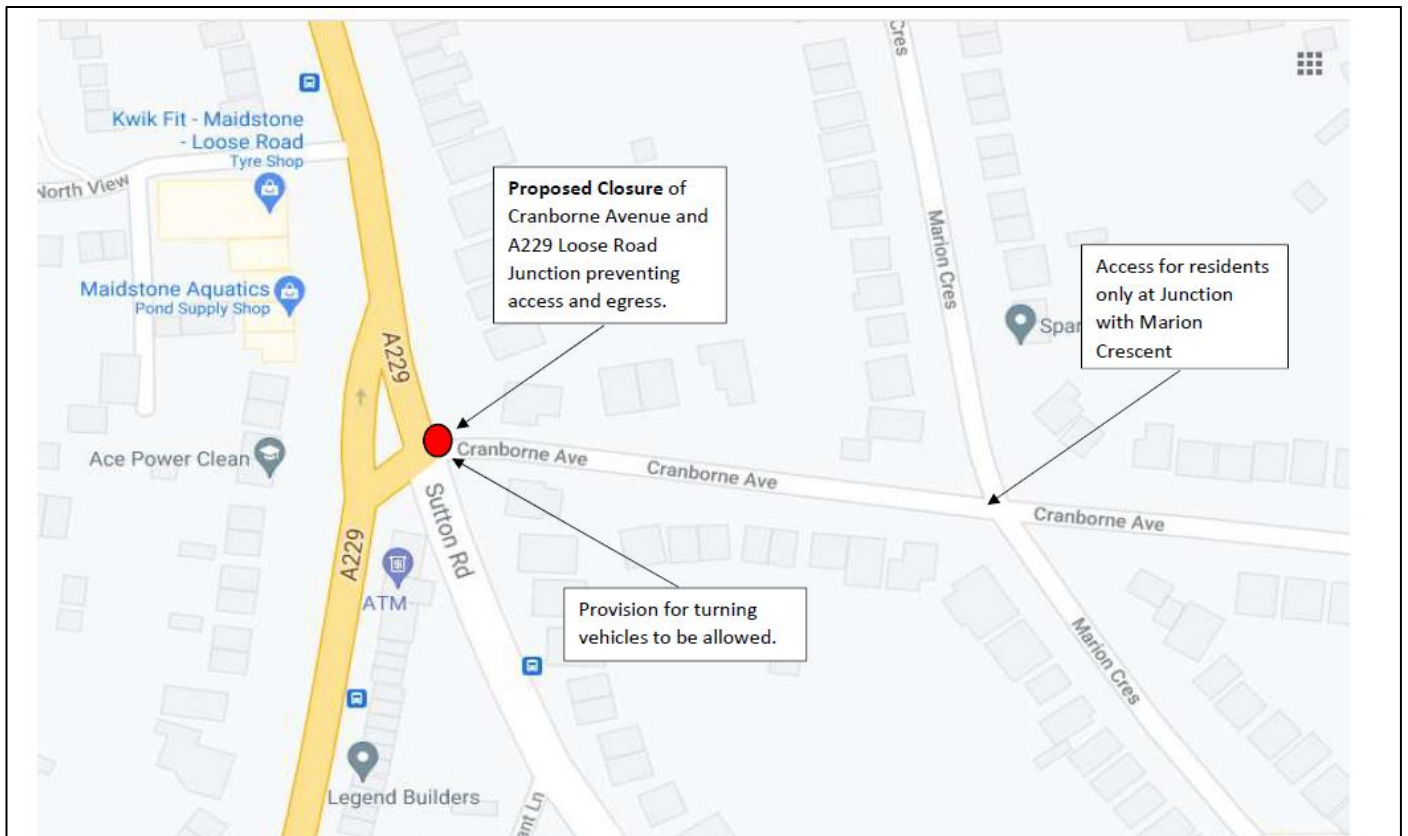 Cres
Kwik Fit - Maidstone
- Loose Road
Tyre Shop
North View
Proposed Closure of
Cranborne Avenue and
A229 Loose Road
Junction preventing
access and egress.
Marion Cres
Access for residents
only at Junction
with Marion
Crescent
Maidstone Aquatics
Pond Supply Shop
Spar
A229
Ace Power Clean
Cranborne Ave
Cranborne Ave
Cranborne Ave
Sutton Rd
A229
ATM
Provision for turning
vehicles to be allowed.
Marion Cres
Legend Builders
ant Ln